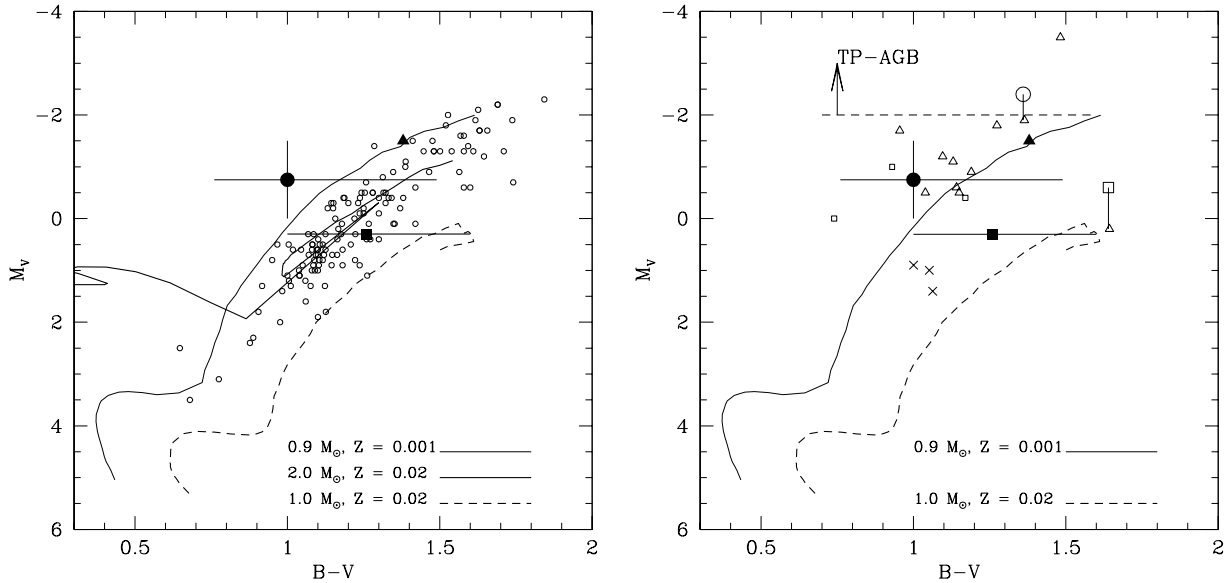 −4
−2
0
2
4
6
M_v
0.5
1
1.5
2
B−V
0.9 M_⊙, Z = 0.001
2.0 M_⊙, Z = 0.02
1.0 M_⊙, Z = 0.02
TP−AGB
−4
−2
0
2
4
6
M_v
0.5
1
1.5
2
B−V
0.9 M_⊙, Z = 0.001
1.0 M_⊙, Z = 0.02